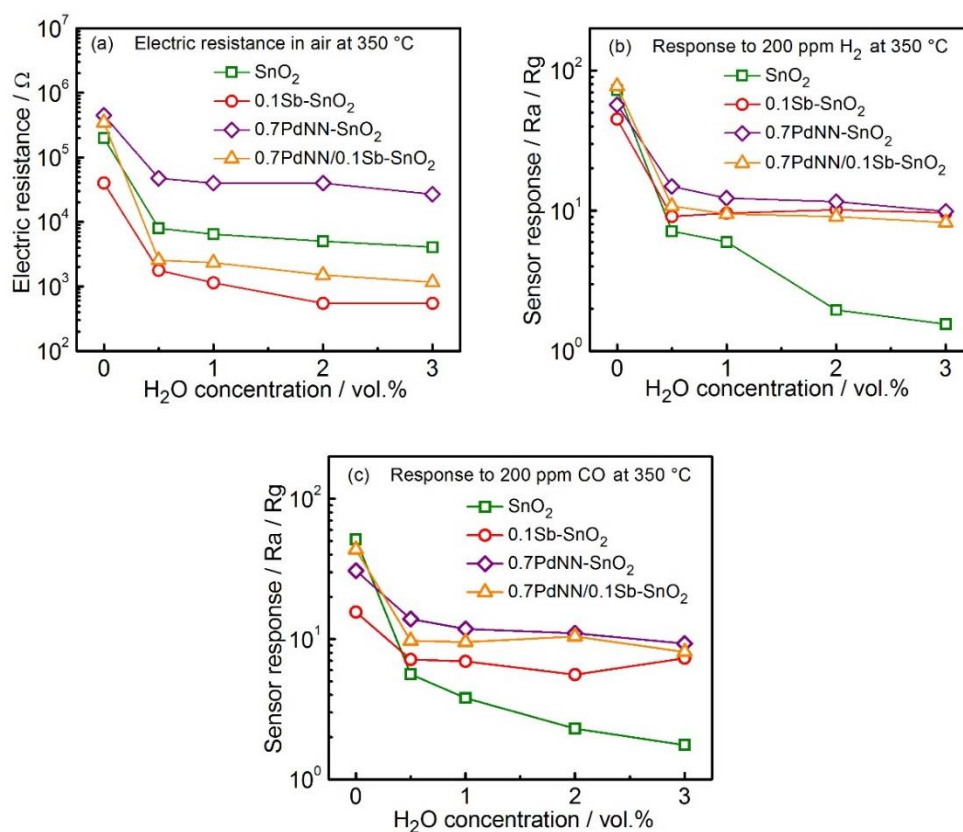 (a) Electric resistance in air at 350 °C
SnO₂
0.1Sb-SnO₂
0.7PdNN-SnO₂
0.7PdNN/0.1Sb-SnO₂
Electric resistance / Ω
10⁷
10⁶
10⁵
10⁴
10³
10²
0 1 2 3
H₂O concentration / vol.%
(b) Response to 200 ppm H₂ at 350 °C
SnO₂
0.1Sb-SnO₂
0.7PdNN-SnO₂
0.7PdNN/0.1Sb-SnO₂
Sensor response / Ra / Rg
10²
10¹
10⁰
0 1 2 3
H₂O concentration / vol.%
(c) Response to 200 ppm CO at 350 °C
SnO₂
0.1Sb-SnO₂
0.7PdNN-SnO₂
0.7PdNN/0.1Sb-SnO₂
Sensor response / Ra / Rg
10²
10¹
10⁰
0 1 2 3
H₂O concentration / vol.%